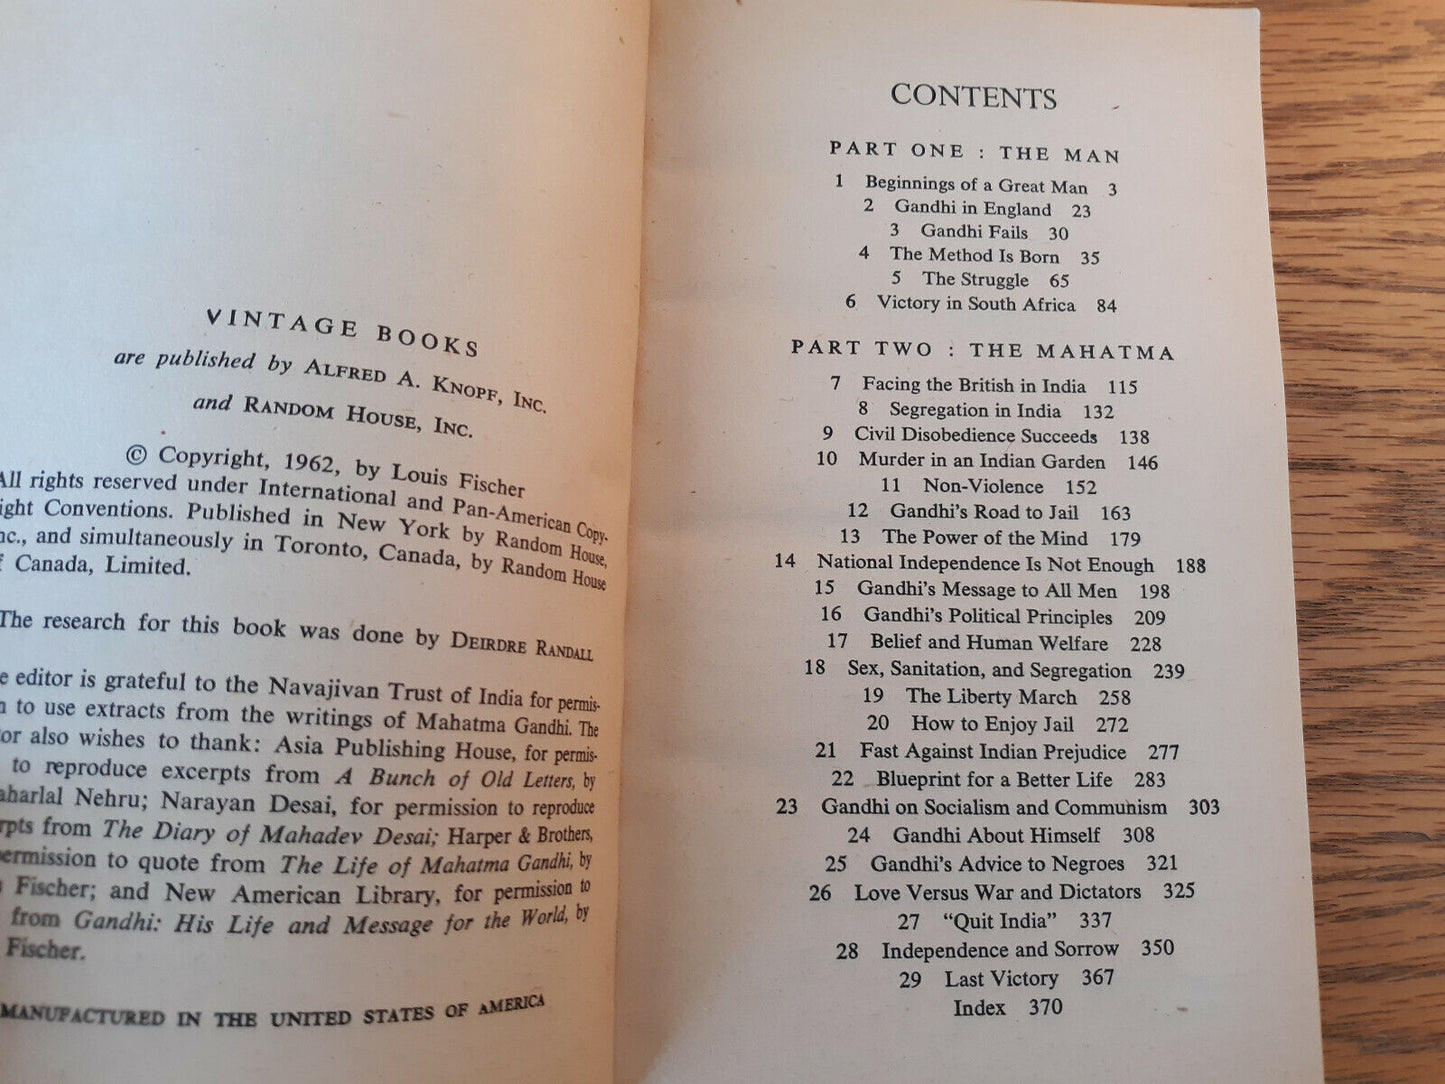 VINTAGE BOOKS
are published by ALFRED A. KNOPF, INC.
and RANDOM HOUSE, INC.
© Copyright, 1962, by Louis Fischer
All rights reserved under International and Pan-American Copy-
ight Conventions. Published in New York by Random House,
nc., and simultaneously in Toronto, Canada, by Random House
f Canada, Limited.
The research for this book was done by DEIRDRE RANDALL
e editor is grateful to the Navajivan Trust of India for permis-
n to use extracts from the writings of Mahatma Gandhi. The
or also wishes to thank: Asia Publishing House, for permis-
to reproduce excerpts from A Bunch of Old Letters, by
aharlal Nehru; Narayan Desai, for permission to reproduce
rpts from The Diary of Mahadev Desai; Harper & Brothers,
ermission to quote from The Life of Mahatma Gandhi, by
Fischer; and New American Library, for permission to
from Gandhi: His Life and Message for the World, by
Fischer.
MANUFACTURED IN THE UNITED STATES OF AMERICA
CONTENTS
PART ONE : THE MAN
1 Beginnings of a Great Man 3
2 Gandhi in England 23
3 Gandhi Fails 30
4 The Method Is Born 35
5 The Struggle 65
6 Victory in South Africa 84
PART TWO : THE MAHATMA
7 Facing the British in India 115
8 Segregation in India 132
9 Civil Disobedience Succeeds 138
10 Murder in an Indian Garden 146
11 Non-Violence 152
12 Gandhi's Road to Jail 163
13 The Power of the Mind 179
14 National Independence Is Not Enough 188
15 Gandhi's Message to All Men 198
16 Gandhi's Political Principles 209
17 Belief and Human Welfare 228
18 Sex, Sanitation, and Segregation 239
19 The Liberty March 258
20 How to Enjoy Jail 272
21 Fast Against Indian Prejudice 277
22 Blueprint for a Better Life 283
23 Gandhi on Socialism and Communism 303
24 Gandhi About Himself 308
25 Gandhi's Advice to Negroes 321
26 Love Versus War and Dictators 325
27 "Quit India" 337
28 Independence and Sorrow 350
29 Last Victory 367
Index 370